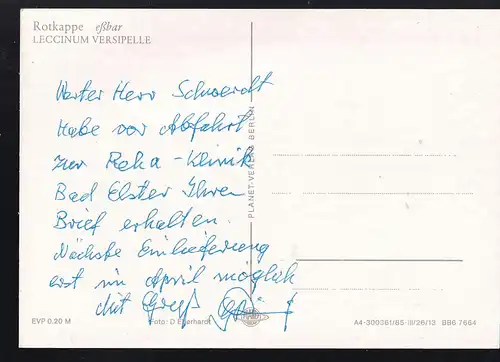 Rotkappe eßbar
LECCINUM VERSIPELLE
Werter Herr Schwerdt
Habe vor Abfahrt
zur Reha-Klinik
Bad Elster Ihren
Brief erhalten.
Nächste Einlieferung
erst im April möglich
Mit Gruß
PLANET-VERLAG BERLIN
EVP 0.20 M
Foto: D Eberhardt
A4-300361/85 III/26/13 BB6 7664